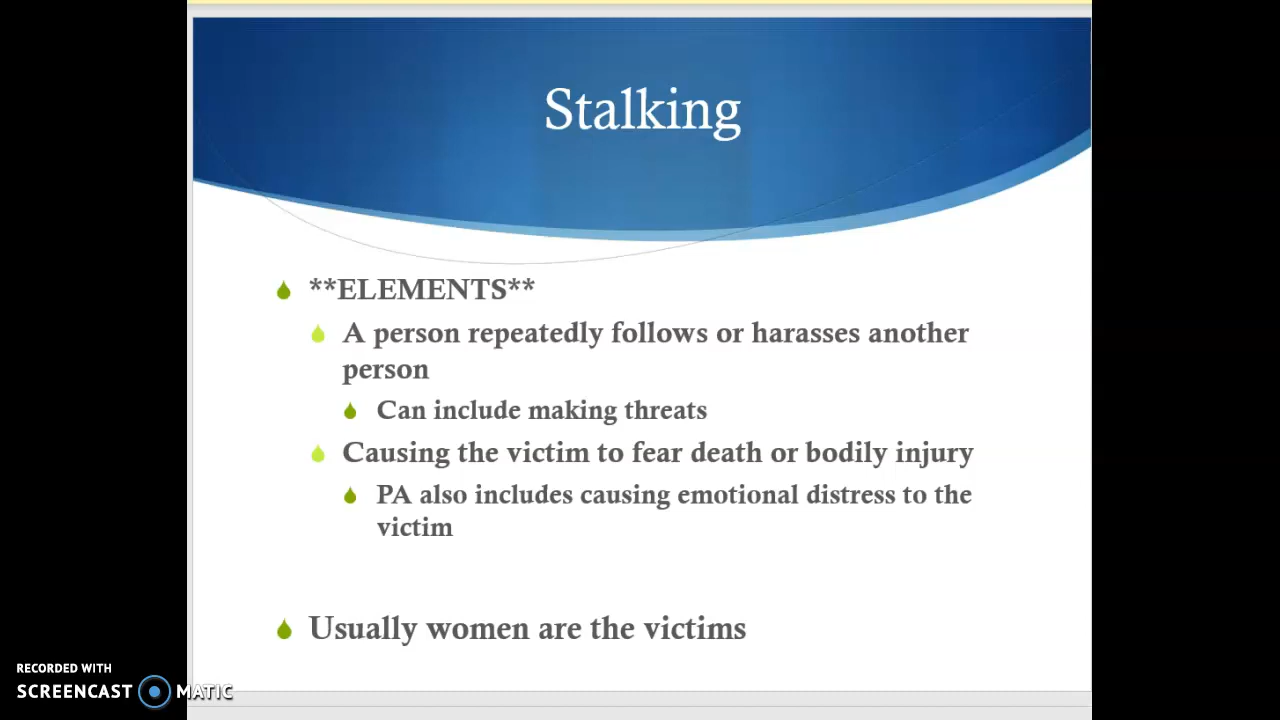 Stalking
**ELEMENTS**
A person repeatedly follows or harasses another
person
Can include making threats
Causing the victim to fear death or bodily injury
PA also includes causing emotional distress to the
victim
Usually women are the victims
RECORDED WITH
SCREENCAST MATIC